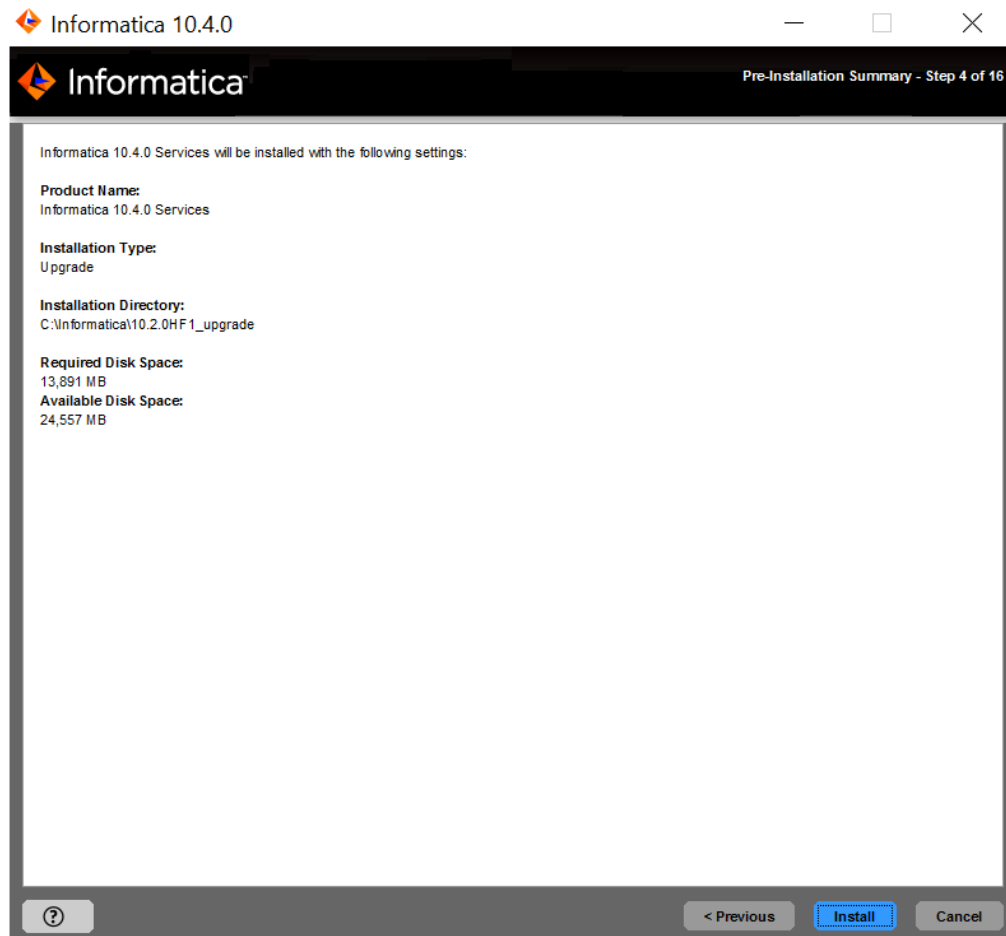 Informatica 10.4.0
Informatica
Pre-Installation Summary - Step 4 of 16
Informatica 10.4.0 Services will be installed with the following settings:
Product Name:
Informatica 10.4.0 Services
Installation Type:
Upgrade
Installation Directory:
C:\Informatica\10.2.0HF1_upgrade
Required Disk Space:
13,891 MB
Available Disk Space:
24,557 MB
< Previous
Install
Cancel